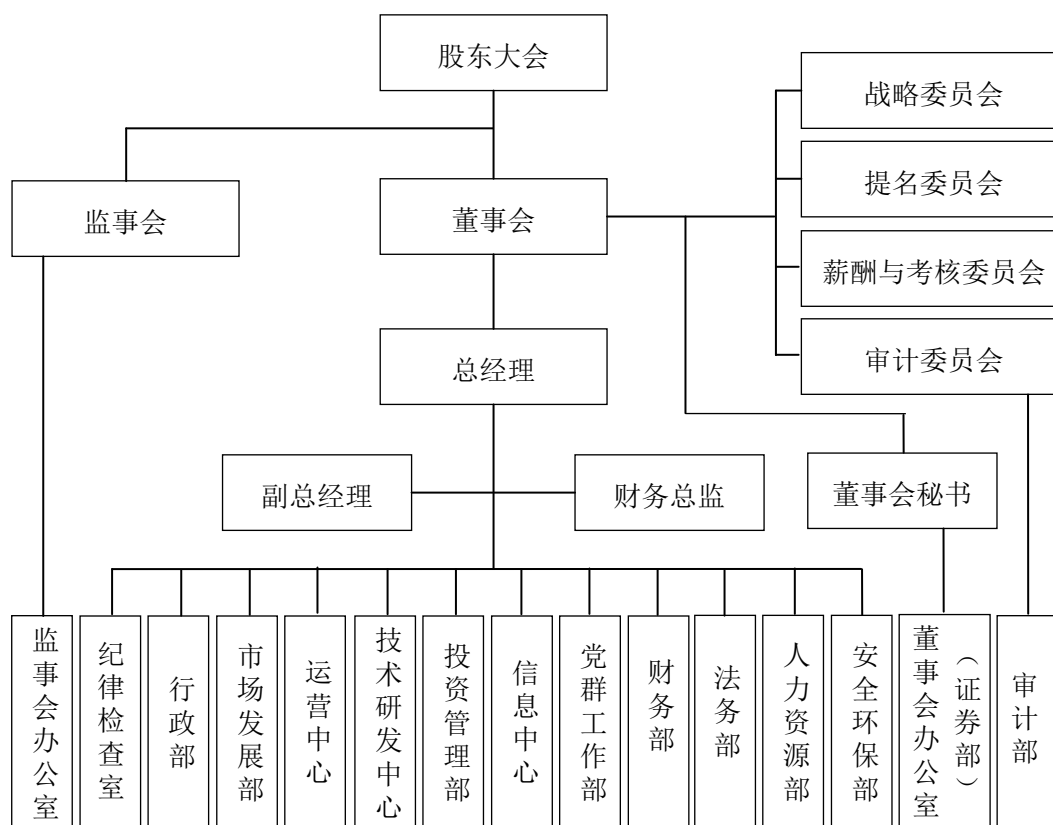 股东大会
战略委员会
提名委员会
监事会
董事会
薪酬与考核委员会
总经理
审计委员会
副总经理
财务总监
董事会秘书
监事会办公室
纪律检查室
行政部
市场发展部
运营中心
技术研发中心
投资管理部
信息中心
党群工作部
财务部
法务部
人力资源部
安全环保部
董事会办公室
（证券部）
审计部